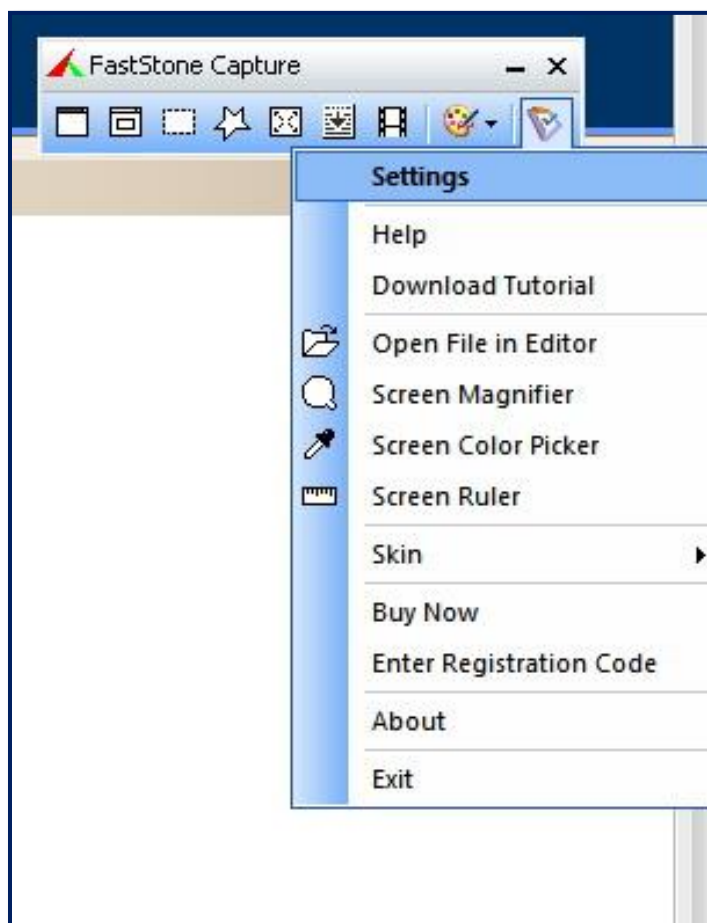 FastStone Capture
Settings
Help
Download Tutorial
Open File in Editor
Screen Magnifier
Screen Color Picker
Screen Ruler
Skin
Buy Now
Enter Registration Code
About
Exit